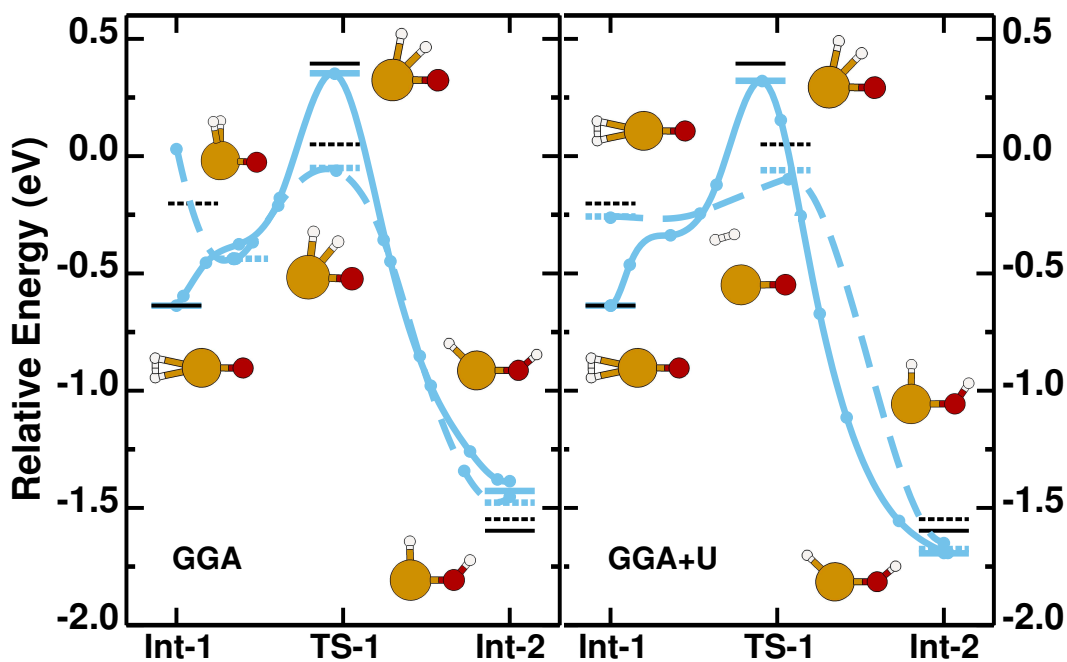 0.5
0.0
-0.5
-1.0
-1.5
-2.0
Relative Energy (eV)
GGA
GGA+U
Int-1
TS-1
Int-2
Int-1
TS-1
Int-2
0.5
0.0
-0.5
-1.0
-1.5
-2.0